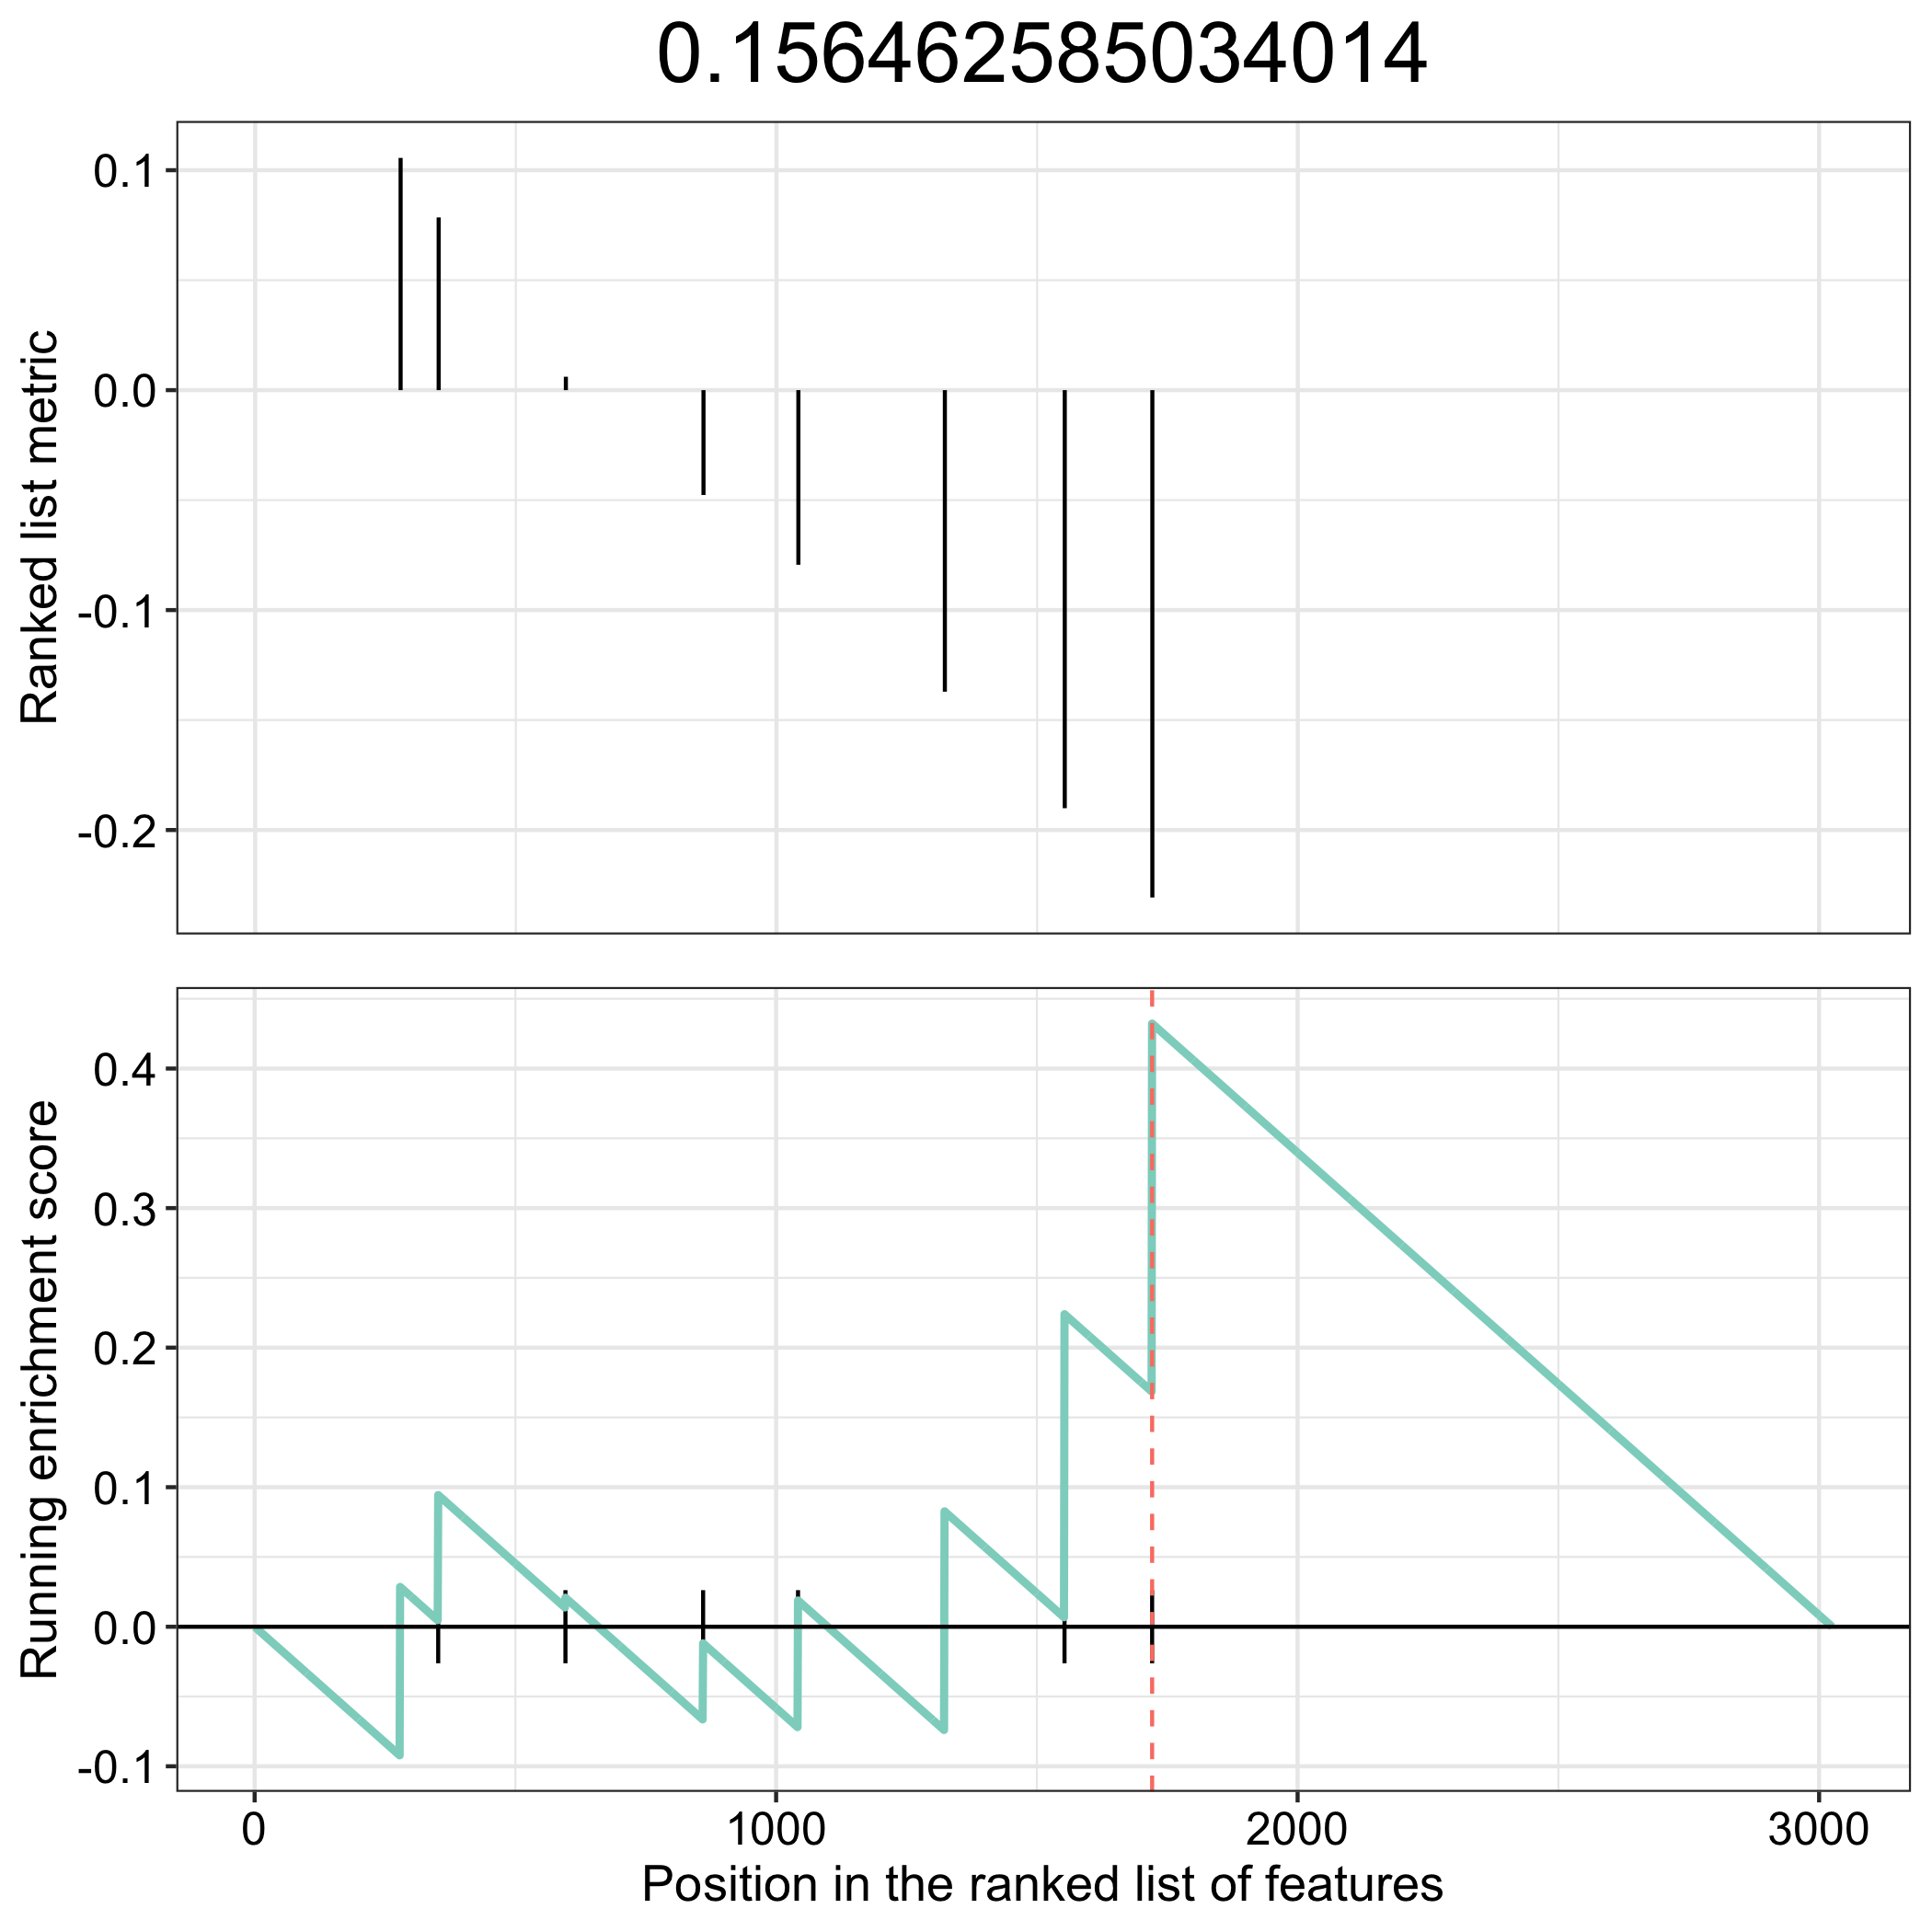 0.156462585034014
Ranked list metric
0.1
0.0
-0.1
-0.2
Running enrichment score
0.4
0.3
0.2
0.1
0.0
-0.1
0 1000 2000 3000
Position in the ranked list of features